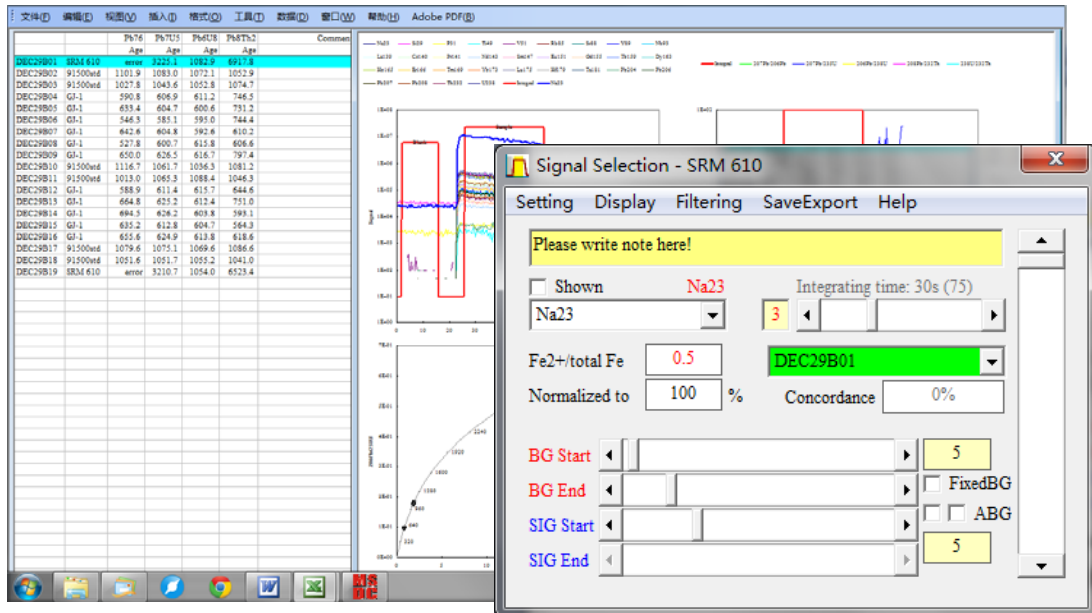 文件(F) 编辑(E) 视图(V) 插入(I) 格式(O) 工具(T) 数据(D) 窗口(W) 帮助(H) Adobe PDF(B)
Pb76 Pb7U5 Pb6U8 Pb8Th2 Commen
Age Age Age Age
DEC29B01 SRM 610 error 3225.1 1082.9 6917.8
DEC29B02 91500std 1101.9 1083.0 1072.1 1052.9
DEC29B03 91500std 1027.8 1043.6 1052.8 1074.7
DEC29B04 GJ-1 590.8 606.9 611.2 746.5
DEC29B05 GJ-1 633.4 604.7 600.6 731.2
DEC29B06 GJ-1 546.3 585.1 595.0 744.4
DEC29B07 GJ-1 642.6 604.8 592.6 610.2
DEC29B08 GJ-1 527.8 600.7 615.8 606.6
DEC29B09 GJ-1 650.0 626.5 616.7 797.4
DEC29B10 91500std 1116.7 1061.7 1036.3 1081.2
DEC29B11 91500std 1013.0 1065.3 1088.4 1046.3
DEC29B12 GJ-1 588.9 611.4 615.7 644.6
DEC29B13 GJ-1 664.8 625.2 612.4 751.0
DEC29B14 GJ-1 694.5 626.2 603.8 593.1
DEC29B15 GJ-1 635.2 612.8 604.7 564.3
DEC29B16 GJ-1 655.6 624.9 613.8 618.6
DEC29B17 91500std 1079.6 1075.1 1069.6 1086.6
DEC29B18 91500std 1051.6 1051.7 1055.2 1041.0
DEC29B19 SRM 610 error 3210.7 1054.0 6523.4
Signal Selection - SRM 610
Setting Display Filtering SaveExport Help
Please write note here!
Shown Na23 Integrating time: 30s (75)
Na23 3
Fe2+/total Fe 0.5 DEC29B01
Normalized to 100 % Concordance 0%
BG Start 5
BG End FixedBG
SIG Start ABG
SIG End 5